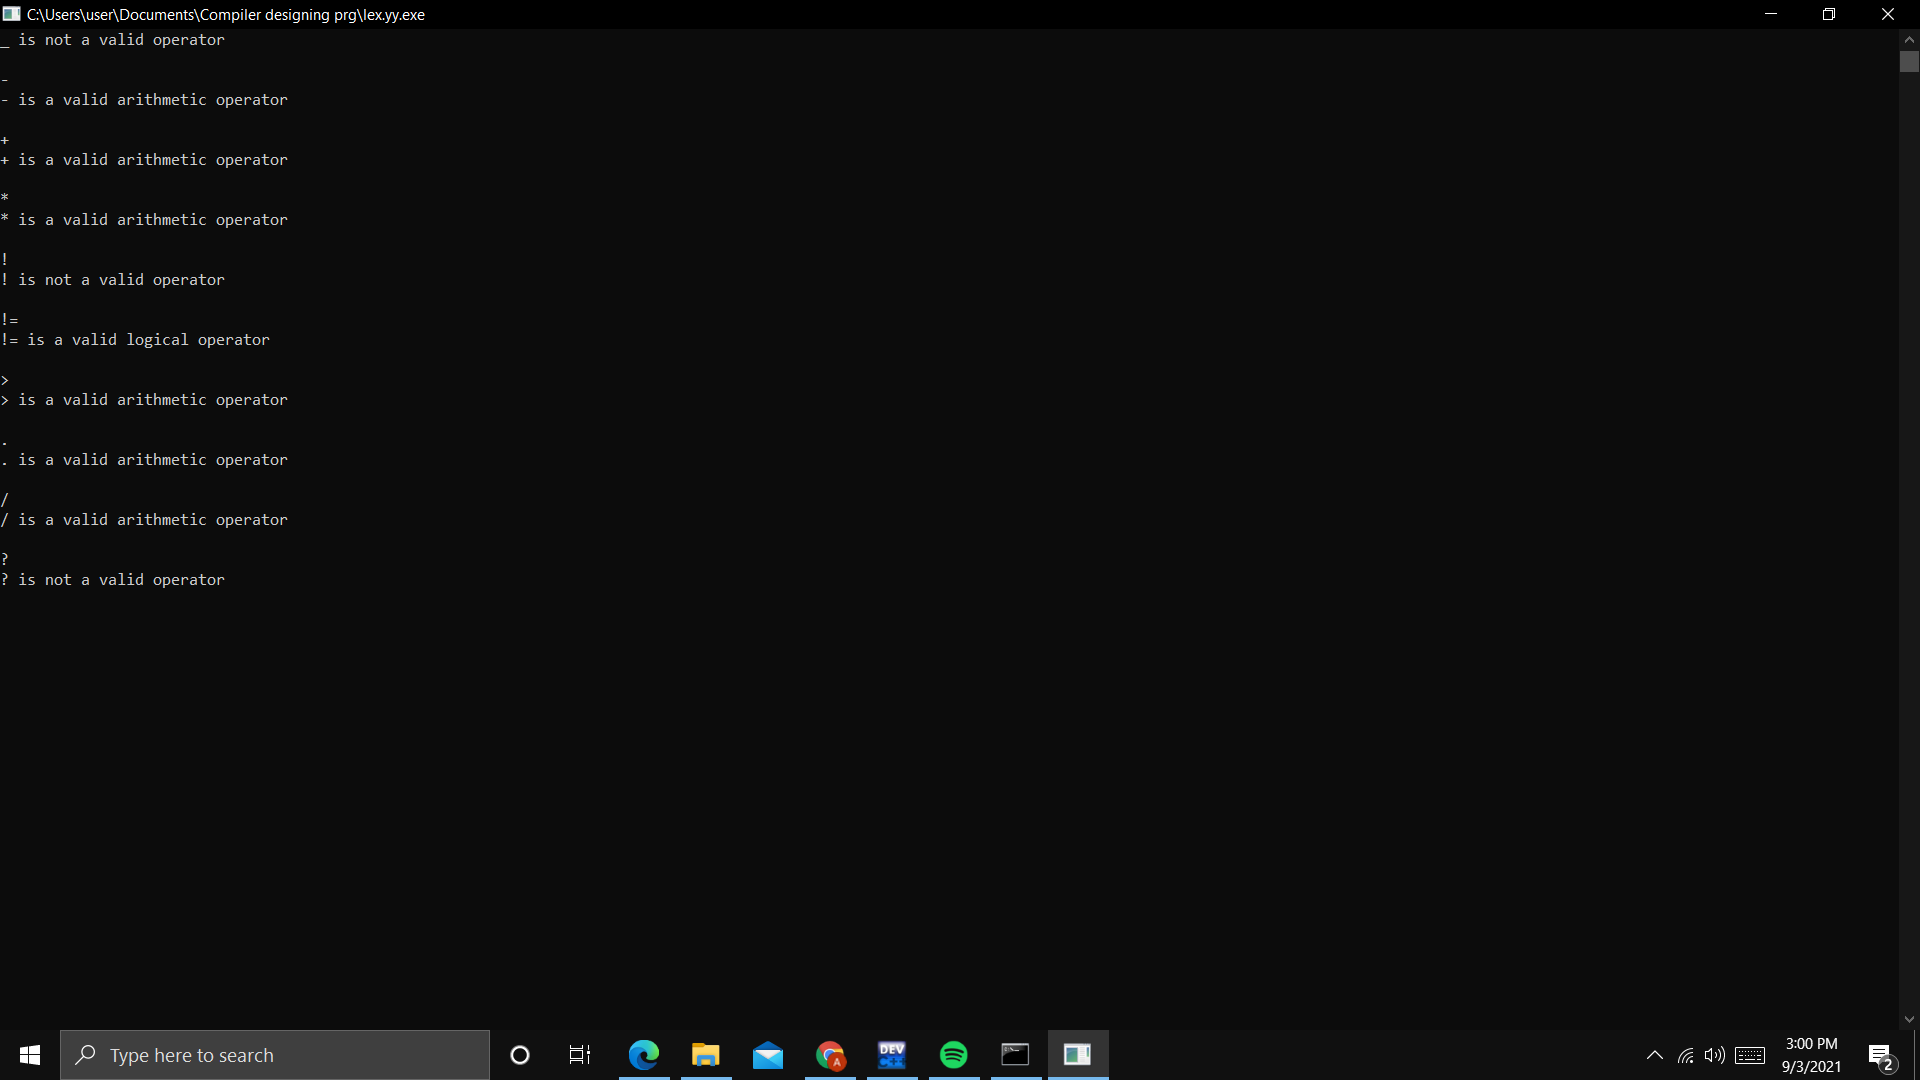 C:\Users\user\Documents\Compiler designing prg\lex.yy.exe
_ is not a valid operator
-
- is a valid arithmetic operator
+
+ is a valid arithmetic operator
*
* is a valid arithmetic operator
!
! is not a valid operator
!=
!= is a valid logical operator
>
> is a valid arithmetic operator
.
. is a valid arithmetic operator
/
/ is a valid arithmetic operator
?
? is not a valid operator
Type here to search
DEV
C++
A
3:00 PM
9/3/2021
2